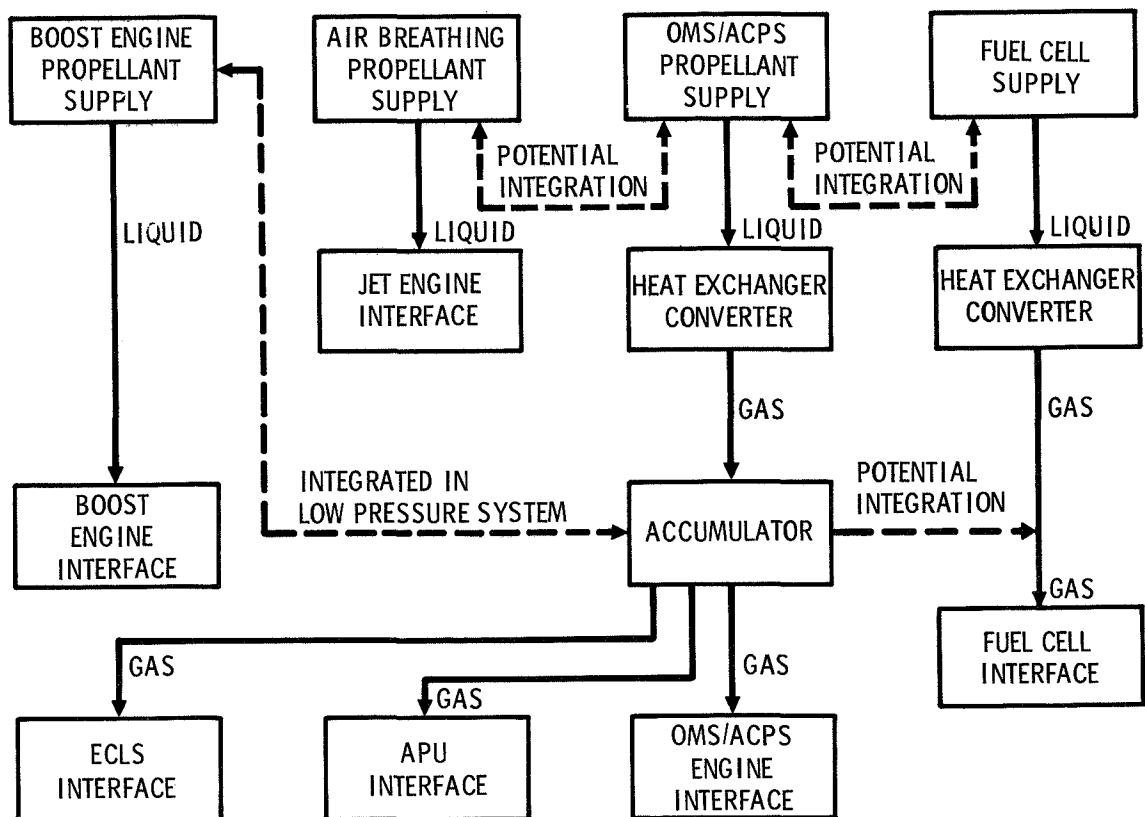 BOOST ENGINE
PROPELLANT
SUPPLY
AIR BREATHING
PROPELLANT
SUPPLY
OMS/ACPS
PROPELLANT
SUPPLY
FUEL CELL
SUPPLY
POTENTIAL
INTEGRATION
POTENTIAL
INTEGRATION
LIQUID
LIQUID
LIQUID
LIQUID
JET ENGINE
INTERFACE
HEAT EXCHANGER
CONVERTER
HEAT EXCHANGER
CONVERTER
GAS
GAS
INTEGRATED IN
LOW PRESSURE SYSTEM
POTENTIAL
INTEGRATION
BOOST
ENGINE
INTERFACE
ACCUMULATOR
GAS
FUEL CELL
INTERFACE
GAS
GAS
GAS
ECLS
INTERFACE
APU
INTERFACE
OMS/ACPS
ENGINE
INTERFACE